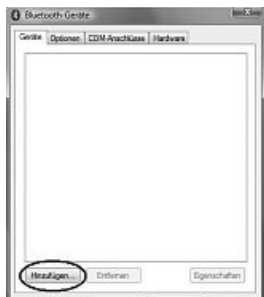 Bluetooth-Geräte
Geräte Optionen COM-Anschlüsse Hardware
Hinzufügen... Entfernen Eigenschaften